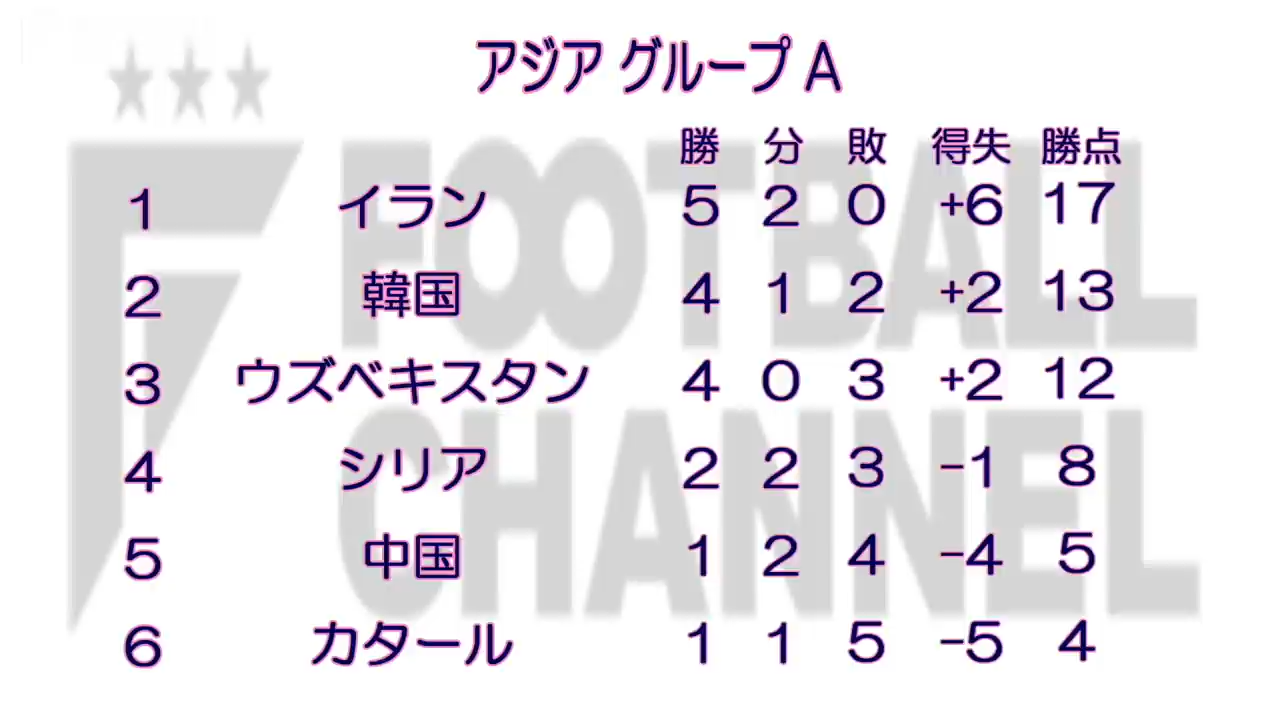 アジア グループ A
勝 分 敗 得失 勝点
1 イラン 5 2 0 +6 17
2 韓国 4 1 2 +2 13
3 ウズベキスタン 4 0 3 +2 12
4 シリア 2 2 3 -1 8
5 中国 1 2 4 -4 5
6 カタール 1 1 5 -5 4
FOOTBALL
CHANNEL